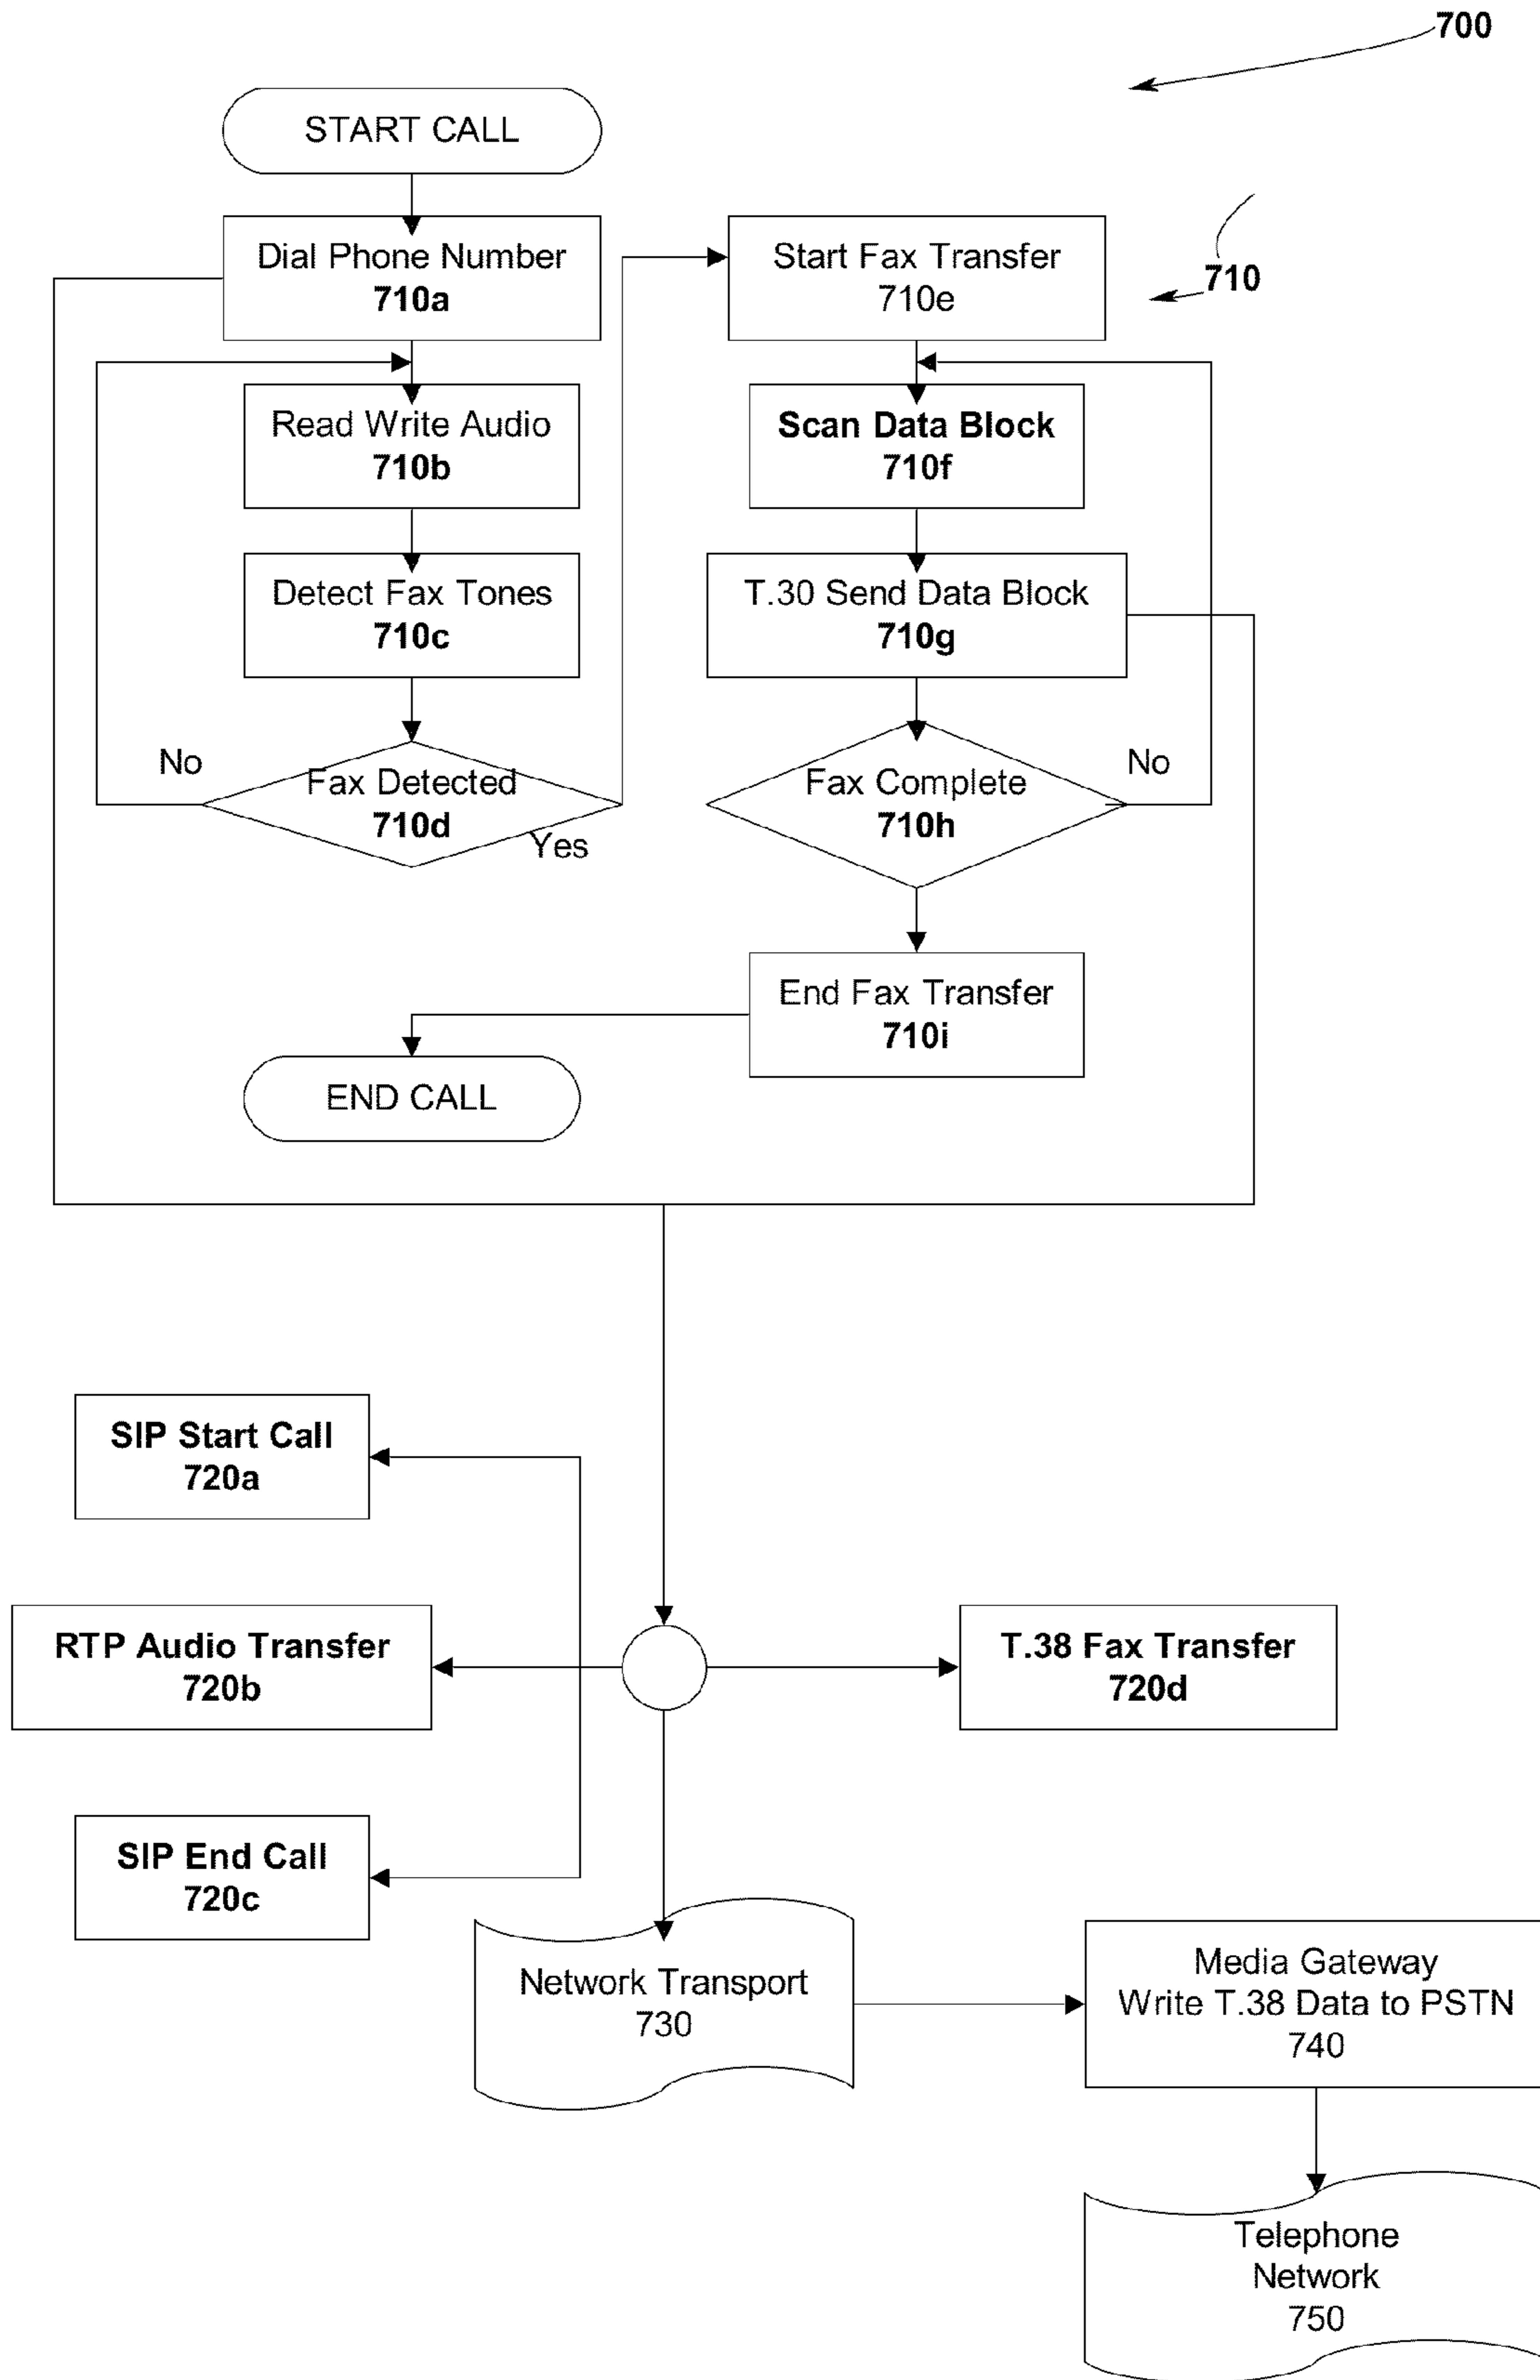 700
START CALL
Dial Phone Number
710a
Start Fax Transfer
710e
710
Read Write Audio
710b
Scan Data Block
710f
Detect Fax Tones
710c
T.30 Send Data Block
710g
No
Fax Detected
710d
Yes
Fax Complete
710h
No
End Fax Transfer
710i
END CALL
SIP Start Call
720a
RTP Audio Transfer
720b
T.38 Fax Transfer
720d
SIP End Call
720c
Network Transport
730
Media Gateway
Write T.38 Data to PSTN
740
Telephone
Network
750